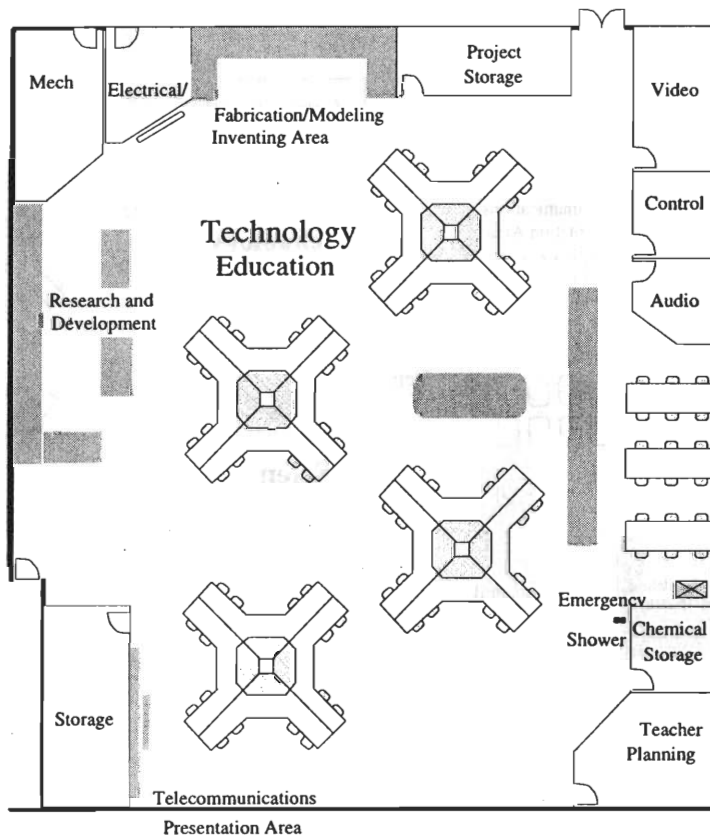 Mech
Electrical/
Project
Storage
Video
Fabrication/Modeling
Inventing Area
Control
Technology
Education
Audio
Research and
Development
Emergency
Shower
Chemical
Storage
Storage
Teacher
Planning
Telecommunications
Presentation Area